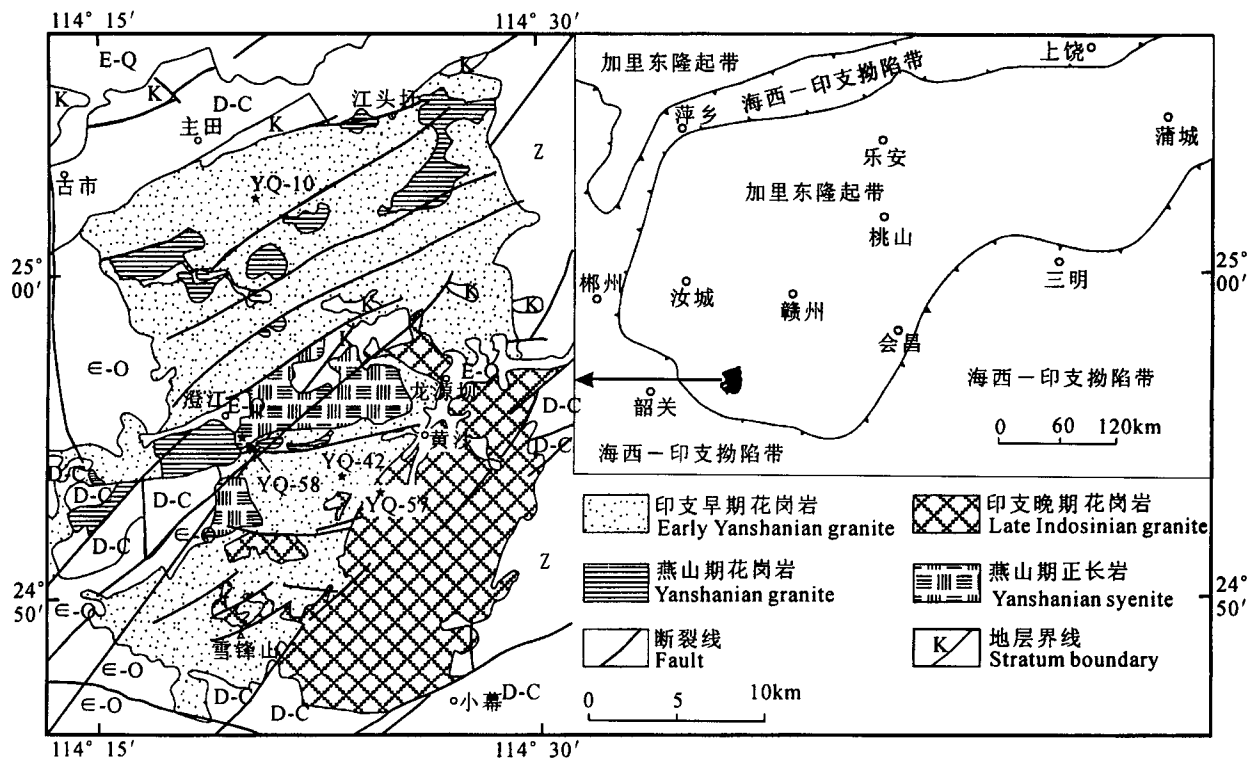 114° 15′
114° 30′
E-Q
K
K
D-C
K
江头圩
主田
K
Z
古市
YQ-10
25°
00′
K
K
K
K
∈-O
E-Q
龙源坝
澄江
D-C
黄沙
D-C
YQ-42
D-C
YQ-58
D-C
D-C
YQ-57
D-C
∈-O
Z
24°
50′
∈-O
雪锋山
∈-O
D-C
∈-O
D-C
小幕
D-C
114° 15′
114° 30′
加里东隆起带
海西－印支拗陷带
上饶
萍乡
蒲城
乐安
加里东隆起带
桃山
25°
00′
郴州
汝城
赣州
三明
会昌
韶关
海西－印支拗陷带
0 60 120km
海西－印支拗陷带
印支早期花岗岩
Early Yanshanian granite
印支晚期花岗岩
Late Indosinian granite
燕山期花岗岩
Yanshanian granite
燕山期正长岩
Yanshanian syenite
24°
50′
断裂线
Fault
K
地层界线
Stratum boundary
0 5 10km